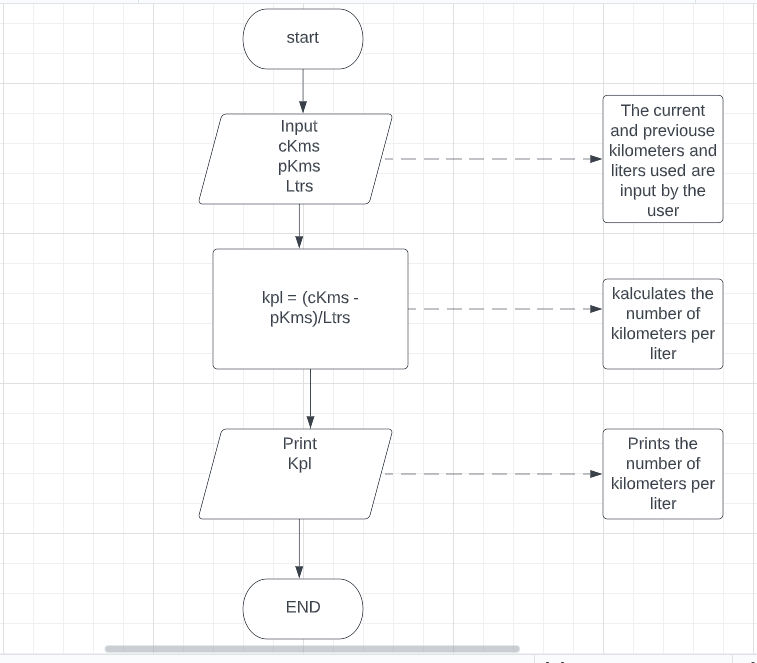 start
Input
cKms
pKms
Ltrs
The current
and previouse
kilometers and
liters used are
input by the
user
kpl = (cKms -
pKms)/Ltrs
kalculates the
number of
kilometers per
liter
Print
Kpl
Prints the
number of
kilometers per
liter
END